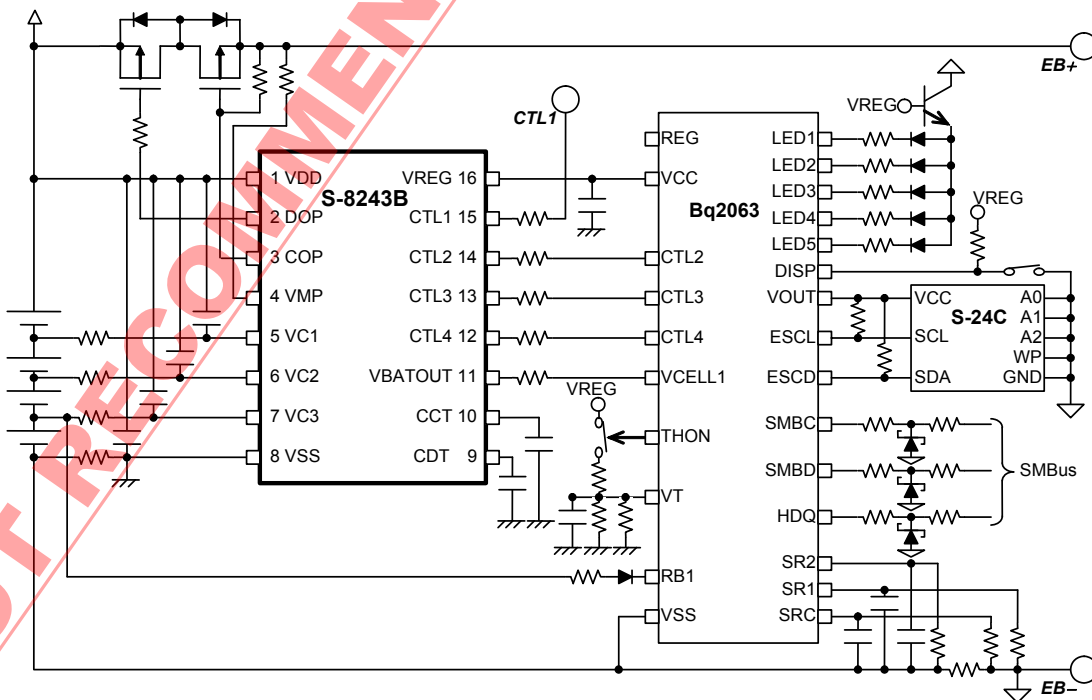 EB+
CTL1
VREG
REG
LED1
1 VDD
S-8243B
VREG 16
VCC
LED2
2 DOP
CTL1 15
Bq2063
LED3
VREG
LED4
LED5
3 COP
CTL2 14
CTL2
DISP
4 VMP
CTL3 13
CTL3
VOUT
VCC
A0
S-24C
A1
5 VC1
CTL4 12
CTL4
ESCL
SCL
A2
WP
6 VC2
VBATOUT 11
VCELL1
ESCD
SDA
GND
VREG
7 VC3
CCT 10
THON
SMBC
8 VSS
CDT 9
SMBD
SMBus
VT
HDQ
RB1
SR2
SR1
VSS
SRC
EB−
OT RECOMMEN